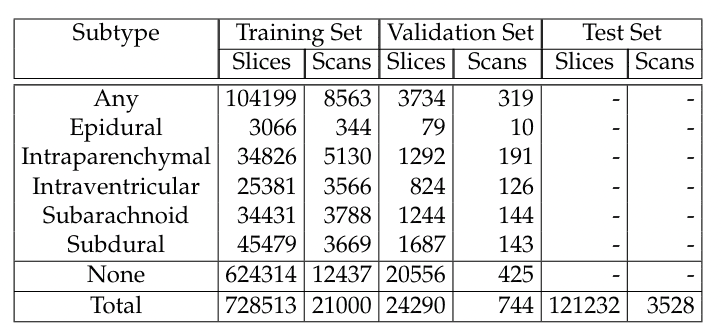 Subtype Training Set Validation Set Test Set
Slices Scans Slices Scans Slices Scans
Any 104199 8563 3734 319 - -
Epidural 3066 344 79 10 - -
Intraparenchymal 34826 5130 1292 191 - -
Intraventricular 25381 3566 824 126 - -
Subarachnoid 34431 3788 1244 144 - -
Subdural 45479 3669 1687 143 - -
None 624314 12437 20556 425 - -
Total 728513 21000 24290 744 121232 3528